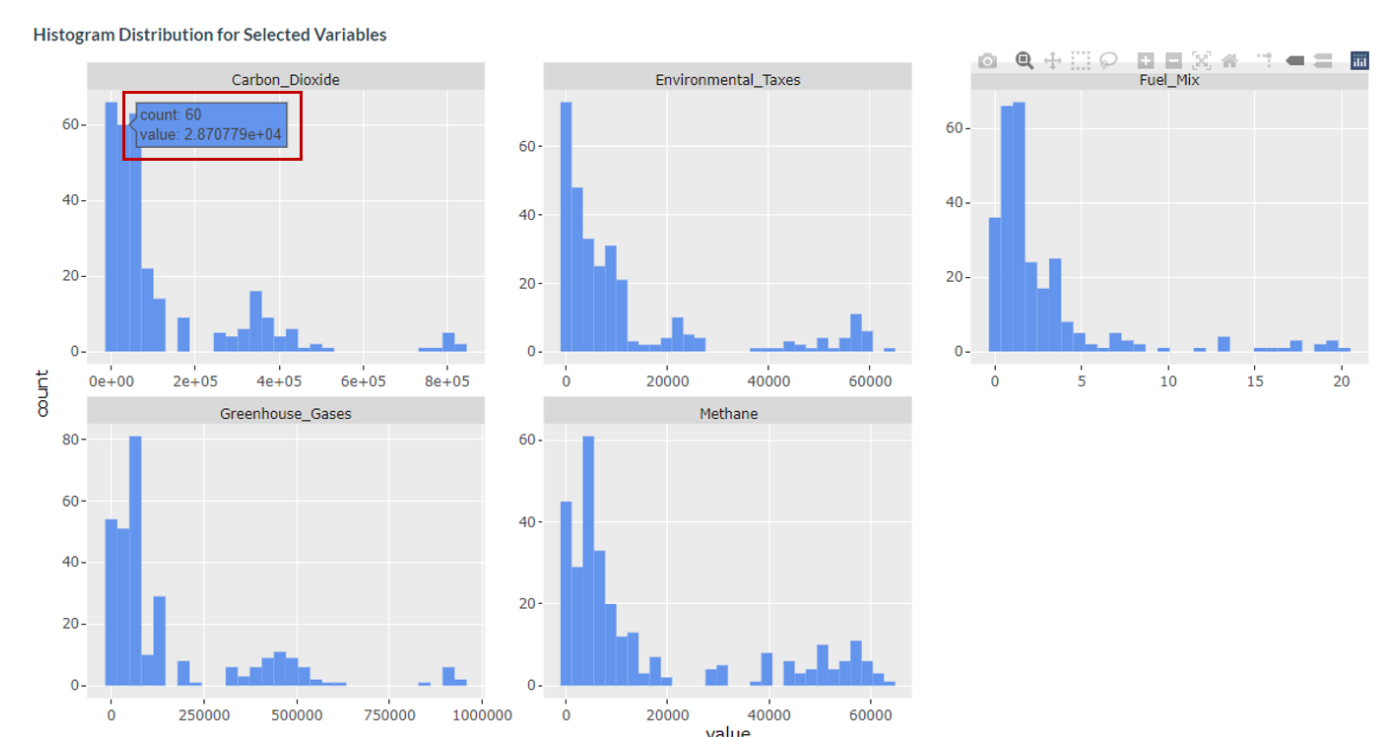 Histogram Distribution for Selected Variables
Carbon_Dioxide
Environmental_Taxes
Fuel_Mix
count: 60
value: 2.870779e+04
60
40
20
0
0e+00 2e+05 4e+05 6e+05 8e+05
60
40
20
0
0 20000 40000 60000
60
40
20
0
0 5 10 15 20
count
Greenhouse_Gases
Methane
80
60
40
20
0
0 250000 500000 750000 1000000
60
40
20
0
0 20000 40000 60000
value